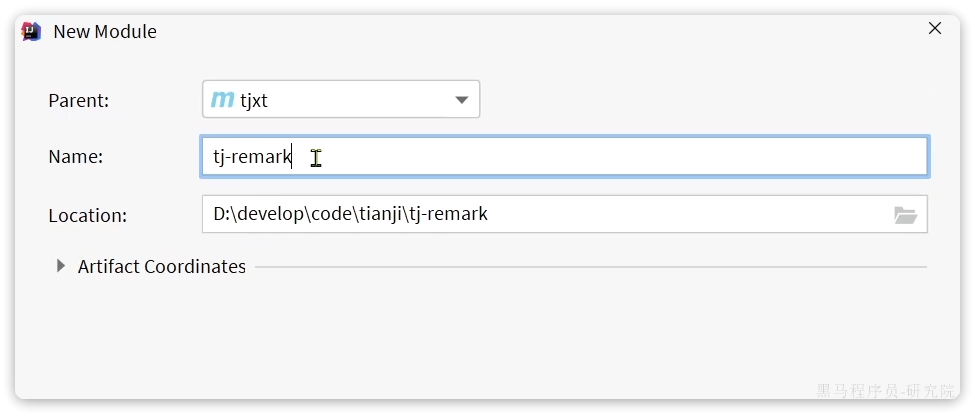 New Module
Parent:
m tjxt
Name:
tj-remark
Location:
D:\develop\code\tianji\tj-remark
Artifact Coordinates
黑马程序员-研究院